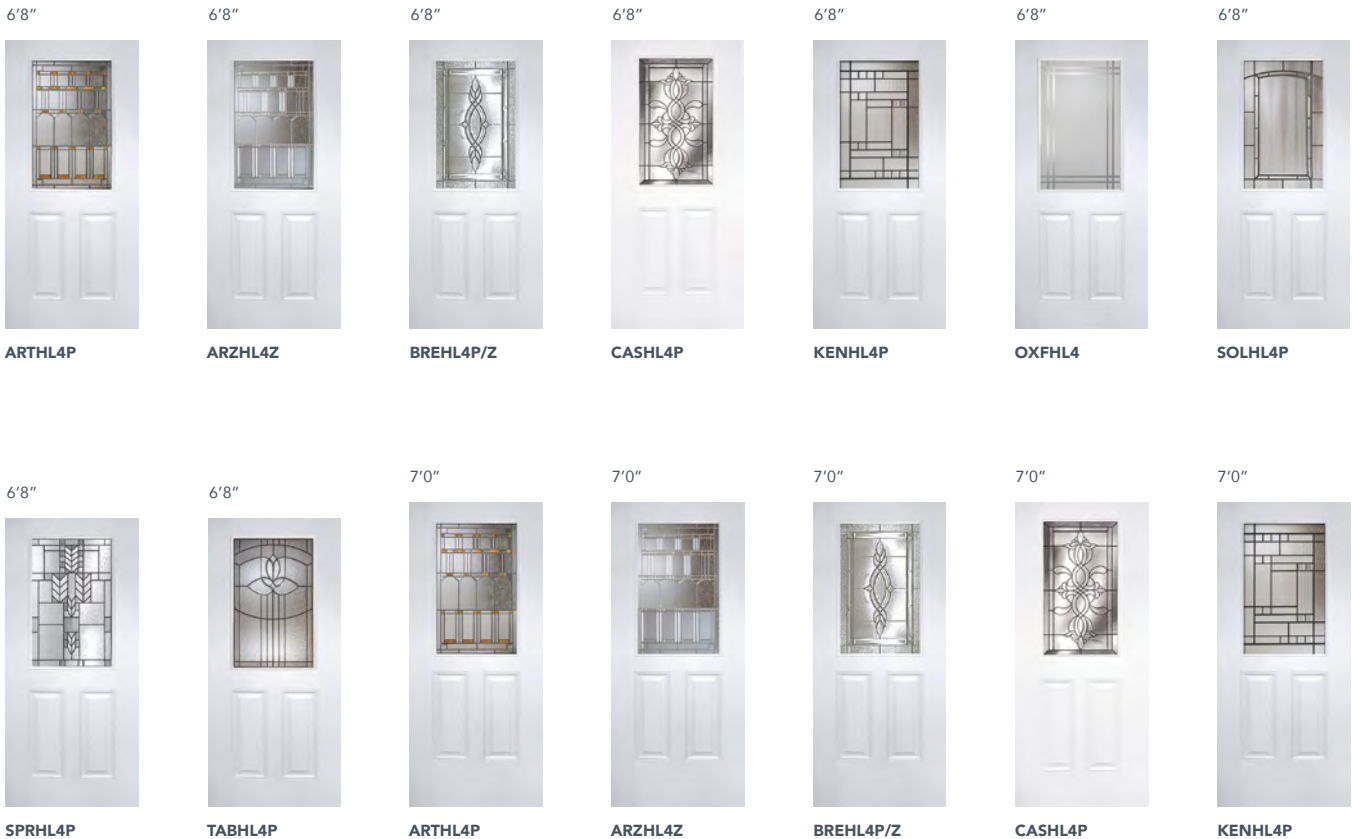 6’8”
6’8”
6’8”
6’8”
6’8”
6’8”
6’8”
ARTHL4P
ARZHL4Z
BREHL4P/Z
CASHL4P
KENHL4P
OXFHL4
SOLHL4P
6’8”
6’8”
7’0”
7’0”
7’0”
7’0”
7’0”
SPRHL4P
TABHL4P
ARTHL4P
ARZHL4Z
BREHL4P/Z
CASHL4P
KENHL4P